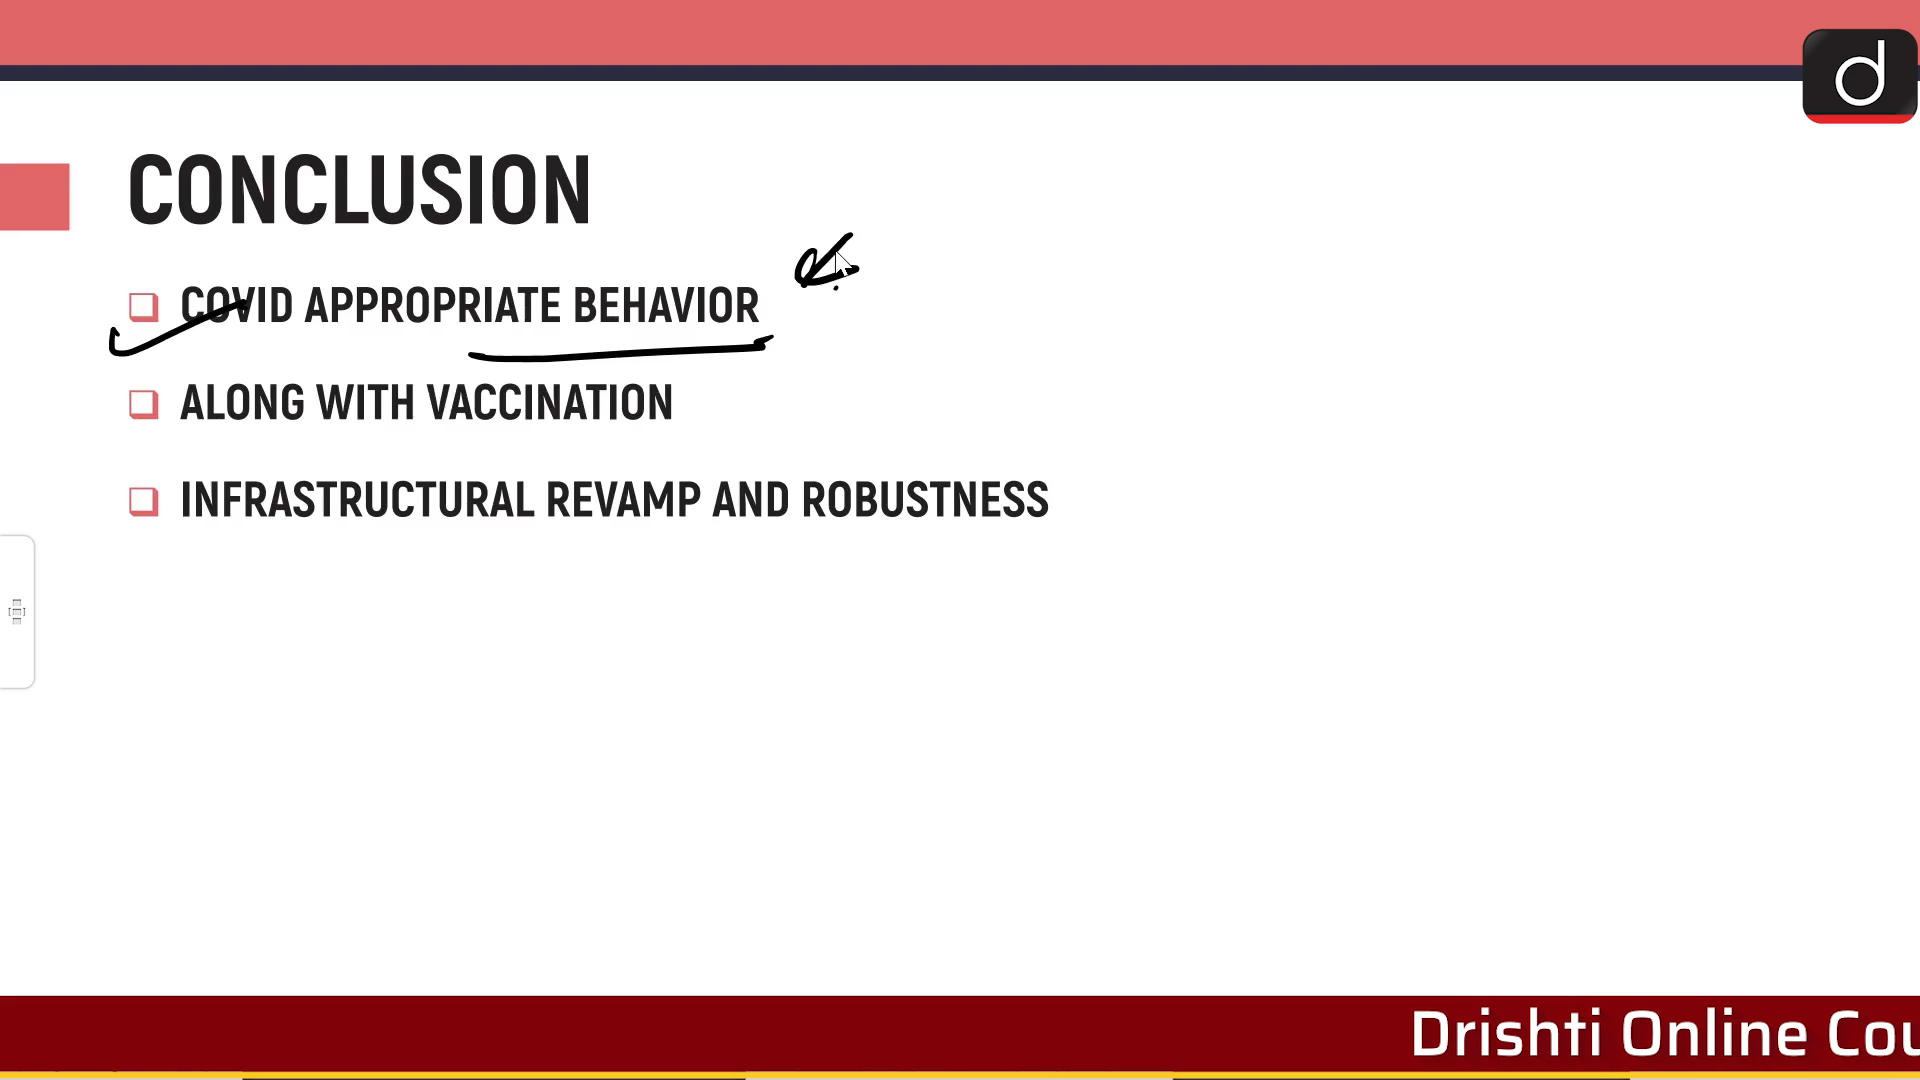 CONCLUSION
COVID APPROPRIATE BEHAVIOR
ALONG WITH VACCINATION
INFRASTRUCTURAL REVAMP AND ROBUSTNESS
Drishti Online Cou